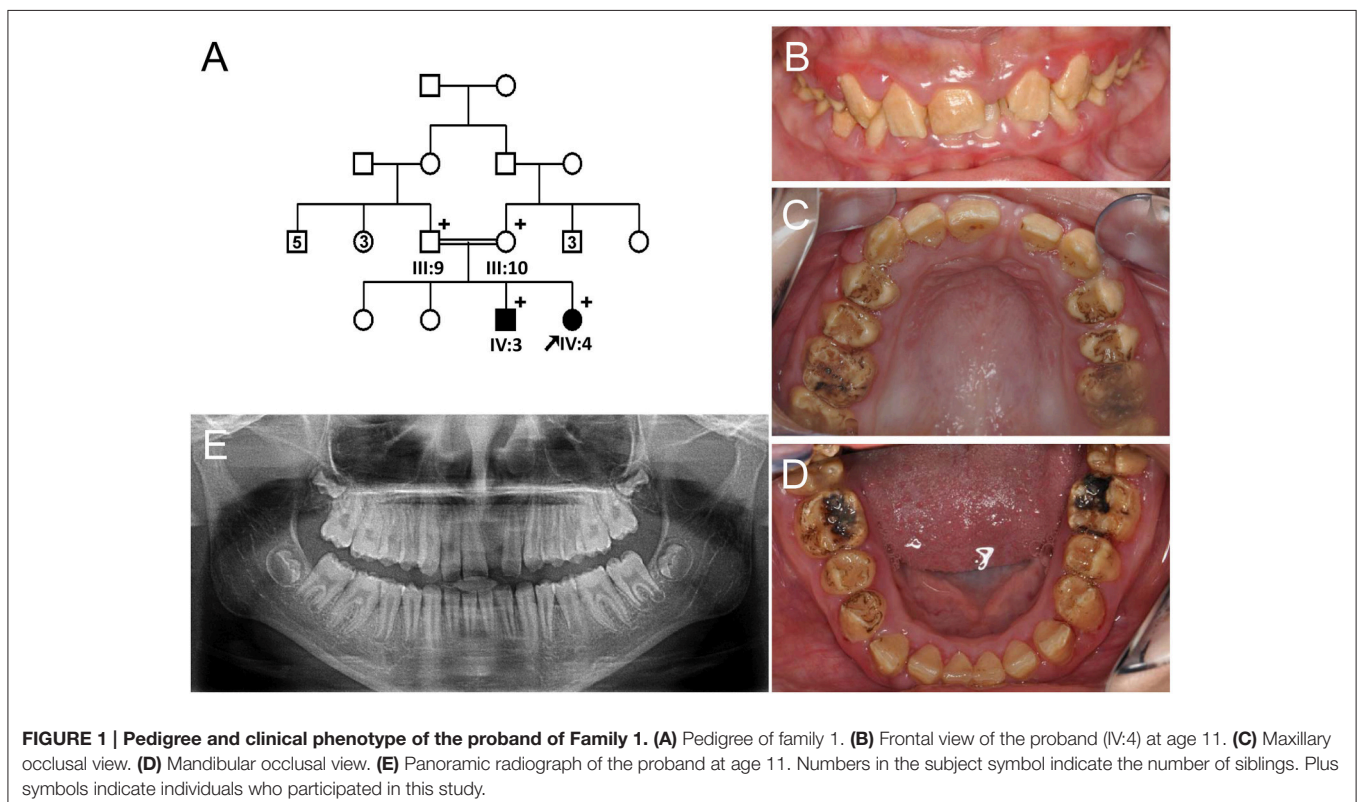 A
B
C
D
E
5
3
+
+
3
III:9
III:10
+
+
IV:3
IV:4
FIGURE 1 | Pedigree and clinical phenotype of the proband of Family 1. (A) Pedigree of family 1. (B) Frontal view of the proband (IV:4) at age 11. (C) Maxillary
occlusal view. (D) Mandibular occlusal view. (E) Panoramic radiograph of the proband at age 11. Numbers in the subject symbol indicate the number of siblings. Plus
symbols indicate individuals who participated in this study.